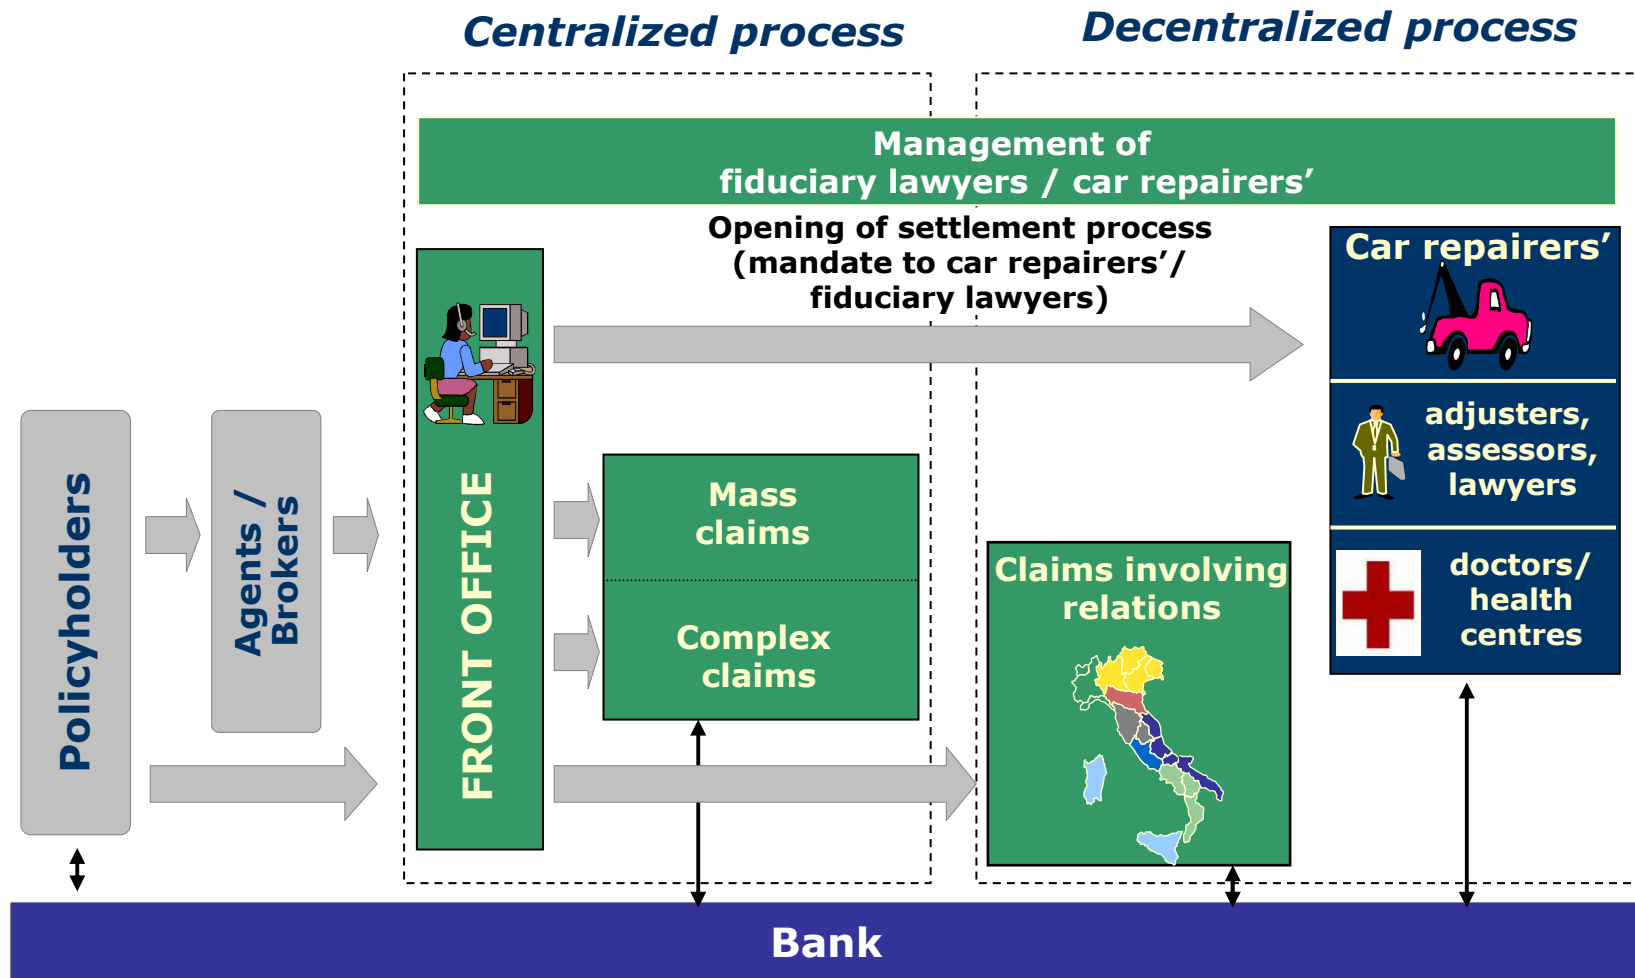 Centralized process
Decentralized process
Management of
fiduciary lawyers / car repairers’
Opening of settlement process
(mandate to car repairers’/
fiduciary lawyers)
Policyholders
Agents /
Brokers
FRONT OFFICE
Mass
claims
Complex
claims
Claims involving
relations
Car repairers’
adjusters,
assessors,
lawyers
doctors/
health
centres
Bank